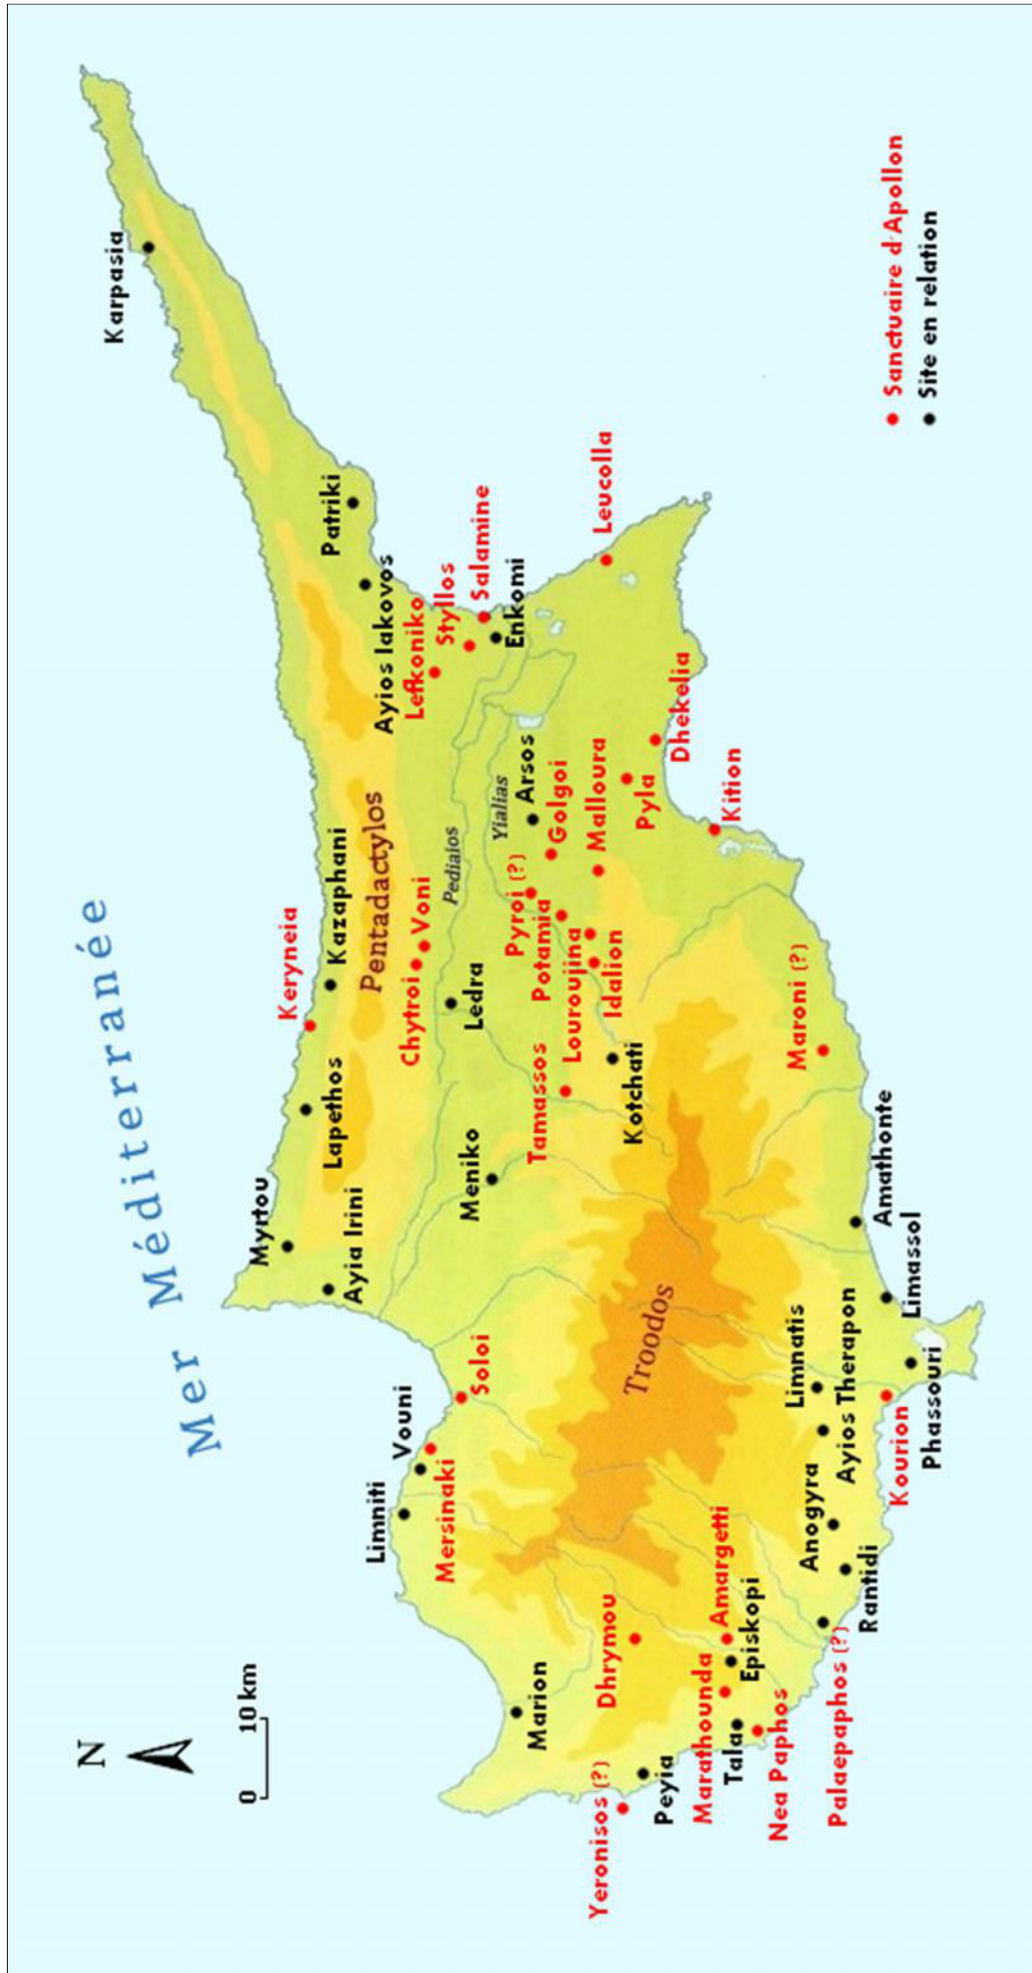 Mer Méditerranée
N
0 10 km
Karpasia
Patriki
Ayios Iakovos
Lefkoniko
Styllos
Salamine
Enkomi
Leucolla
Keryneia
Kazaphani
Pentadactylos
Lapethos
Myrtou
Ayia Irini
Chytroi
Voni
Pediaios
Yialias
Ledra
Meniko
Arsos
Golgoi
Malloura
Pyroi (?)
Potamia
Louroujina
Idalion
Tamassos
Kotchati
Pyla
Dhekelia
Kition
Maroni (?)
Soloi
Vouni
Mersinaki
Limniti
Marion
Troodos
Amathonte
Limassol
Limnatis
Ayios Therapon
Phassouri
Kourion
Anogyra
Rantidi
Palaepaphos (?)
Dhrymou
Amargetti
Episkopi
Marathounda
Tala
Nea Paphos
Peyia
Yeronisos (?)
Sanctuaire d'Apollon
Site en relation